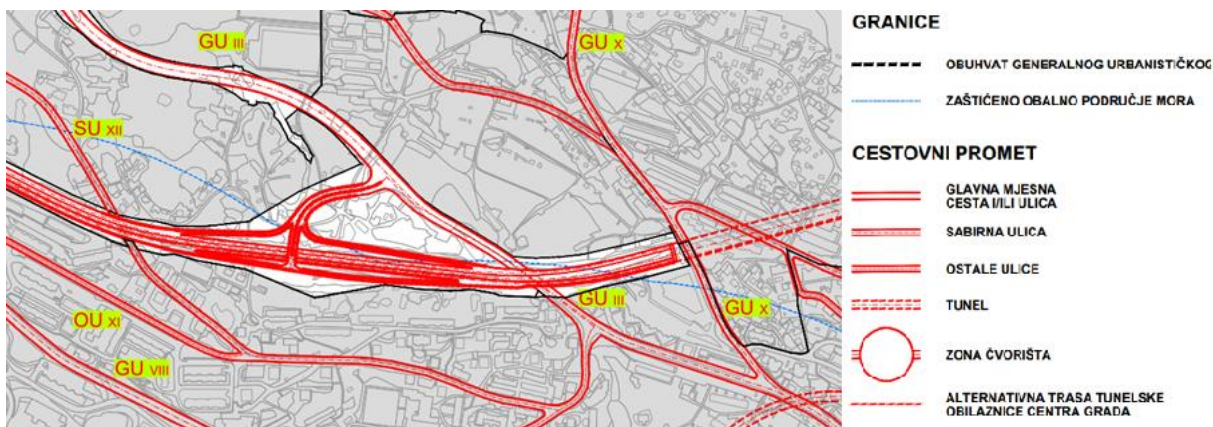 GU III
GU X
SU XII
GU III
GU X
OU XI
GU VIII
GRANICE
OBUHVAT GENERALNOG URBANISTIČKOG
ZAŠTIĆENO OBALNO PODRUČJE MORA
CESTOVNI PROMET
GLAVNA MJESNA
CESTA I/ILI ULICA
SABIRNA ULICA
OSTALE ULICE
TUNEL
ZONA ČVORIŠTA
ALTERNATIVNA TRASA TUNELSKE
OBILAZNICE CENTRA GRADA